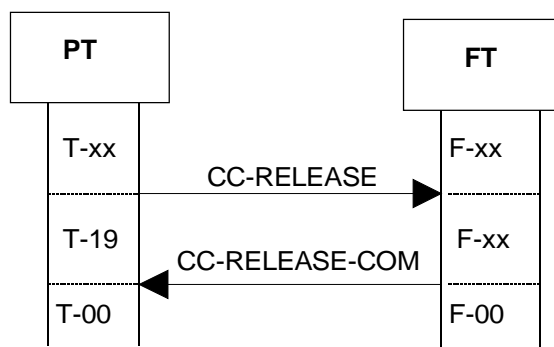 PT
FT
T-xx
F-xx
CC-RELEASE
T-19
F-xx
CC-RELEASE-COM
T-00
F-00